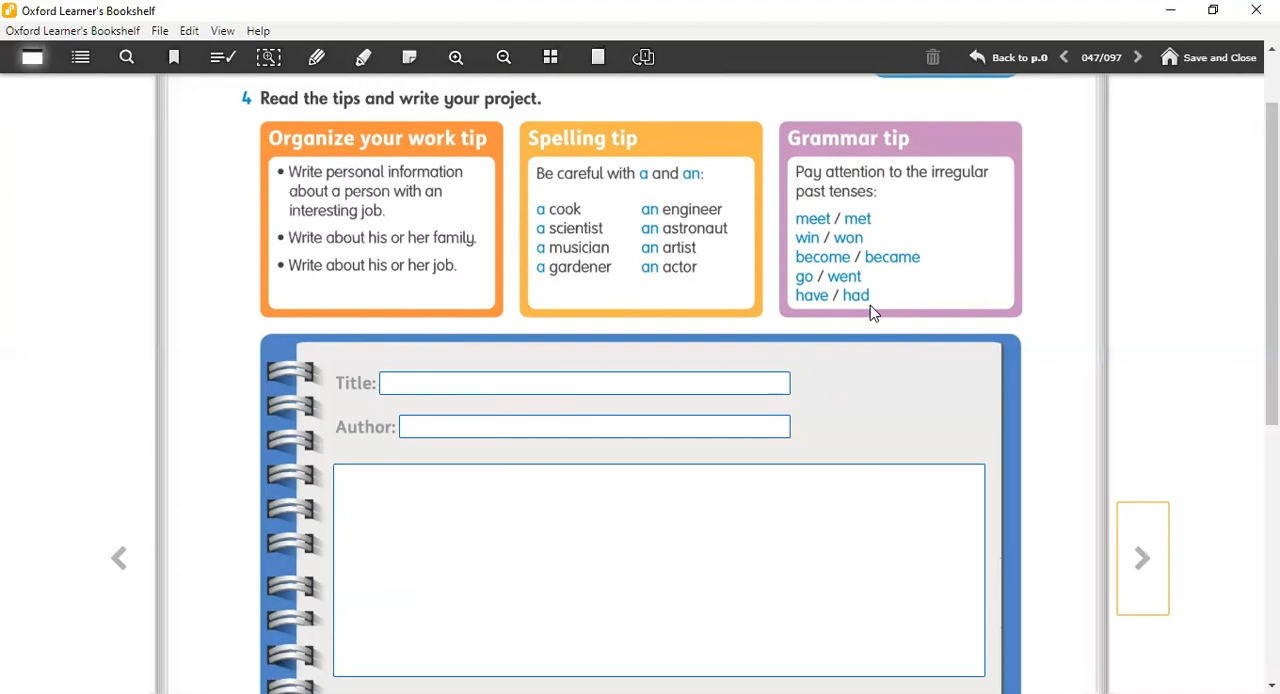 Oxford Learner's Bookshelf
Oxford Learner's Bookshelf File Edit View Help
Back to p.0 047/097 Save and Close
4 Read the tips and write your project.
Organize your work tip
• Write personal information
about a person with an
interesting job.
• Write about his or her family.
• Write about his or her job.
Spelling tip
Be careful with a and an:
a cook an engineer
a scientist an astronaut
a musician an artist
a gardener an actor
Grammar tip
Pay attention to the irregular
past tenses:
meet / met
win / won
become / became
go / went
have / had
Title:
Author: